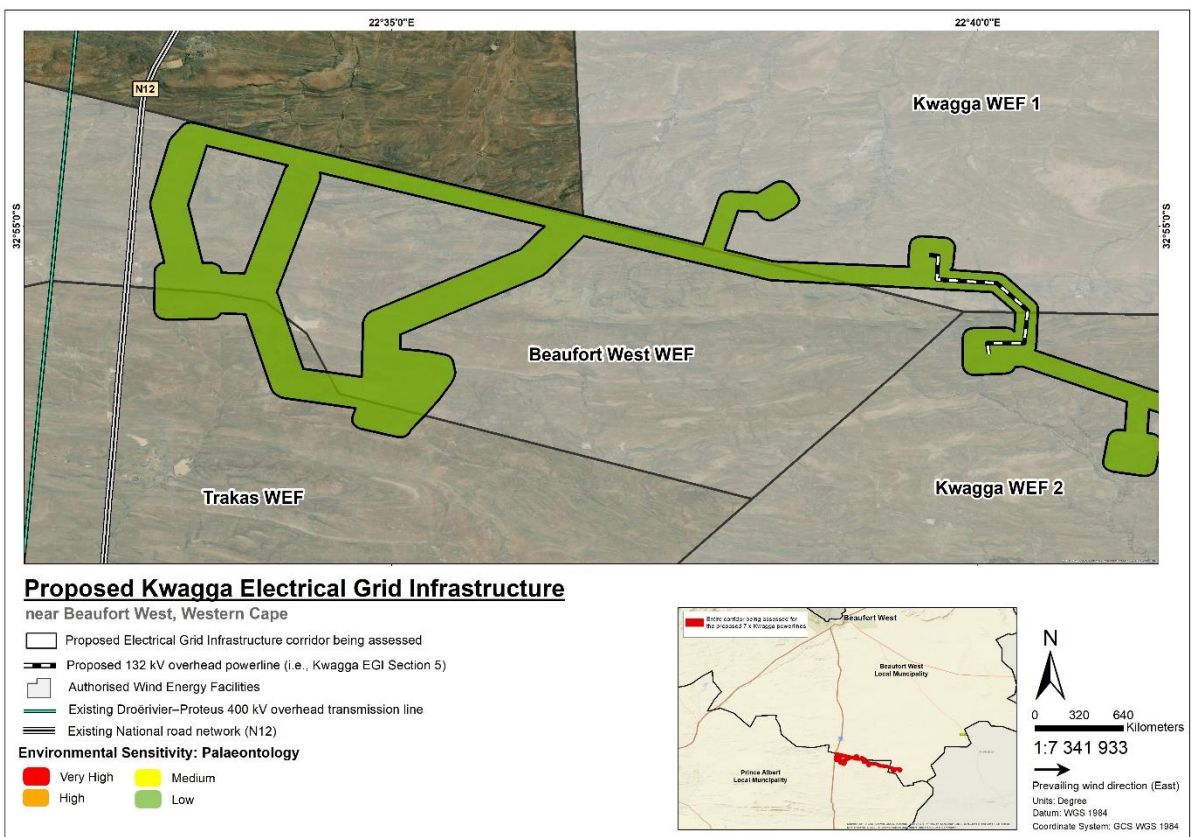 22°35'0"E
22°40'0"E
N12
Kwagga WEF 1
32°55'0"S
32°55'0"S
Beaufort West WEF
Trakas WEF
Kwagga WEF 2
Proposed Kwagga Electrical Grid Infrastructure
near Beaufort West, Western Cape
Proposed Electrical Grid Infrastructure corridor being assessed
Proposed 132 kV overhead powerline (i.e., Kwagga EGI Section 5)
Authorised Wind Energy Facilities
Existing Droërivier–Proteus 400 kV overhead transmission line
Existing National road network (N12)
Environmental Sensitivity: Palaeontology
Very High
Medium
High
Low
Entire corridor being assessed for
the proposed 7 x Kwagga powerlines
Beaufort West
Beaufort West
Local Municipality
Prince Albert
Local Municipality
N
0 320 640
Kilometers
1:7 341 933
Prevailing wind direction (East)
Units: Degree
Datum: WGS 1984
Coordinate System: GCS WGS 1984